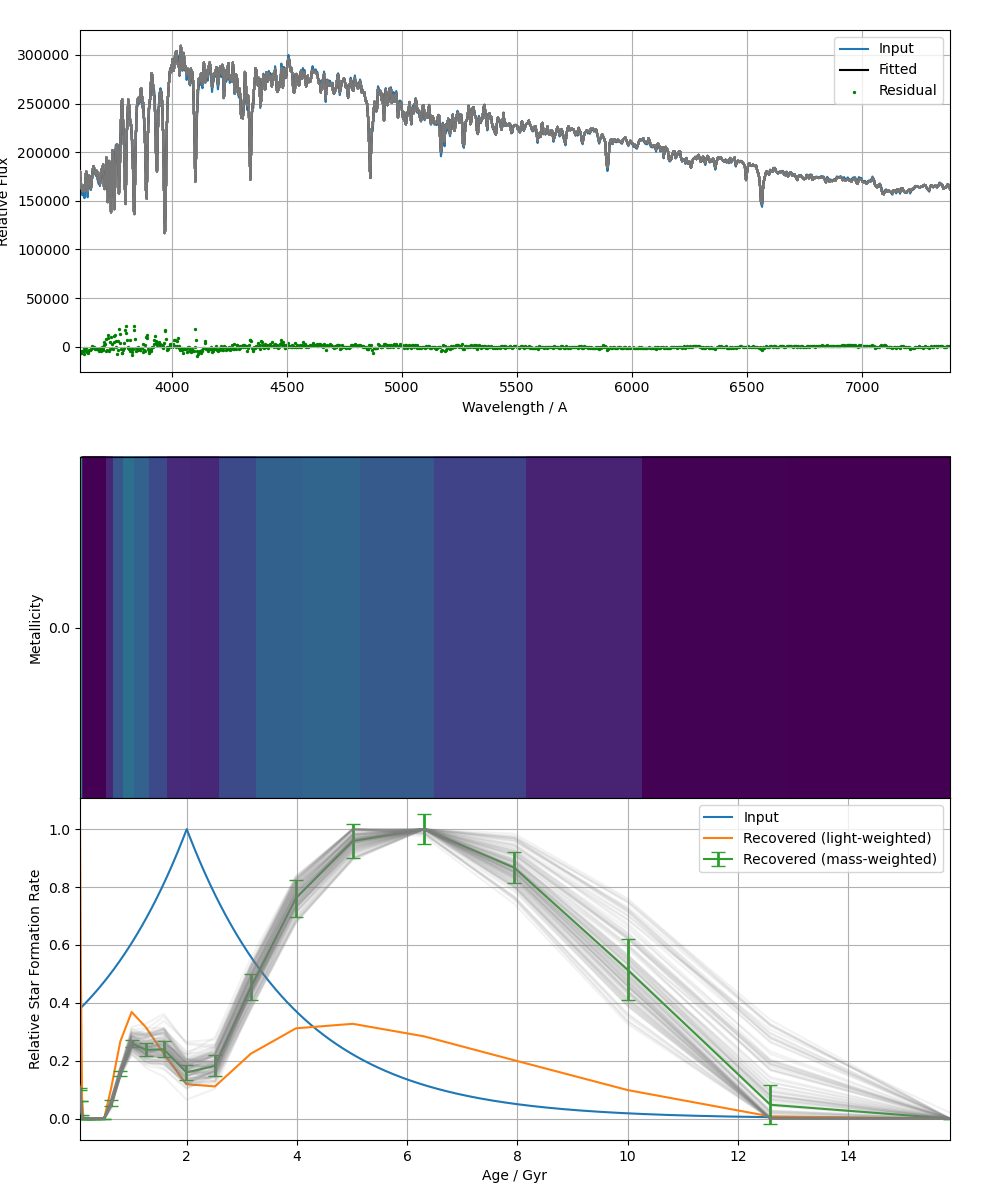 300000
250000
200000
150000
100000
50000
0
Relative Flux
Input
Fitted
Residual
4000 4500 5000 5500 6000 6500 7000
Wavelength / A
Metallicity
0.0
1.0
0.8
0.6
0.4
0.2
0.0
Relative Star Formation Rate
Input
Recovered (light-weighted)
Recovered (mass-weighted)
2 4 6 8 10 12 14
Age / Gyr